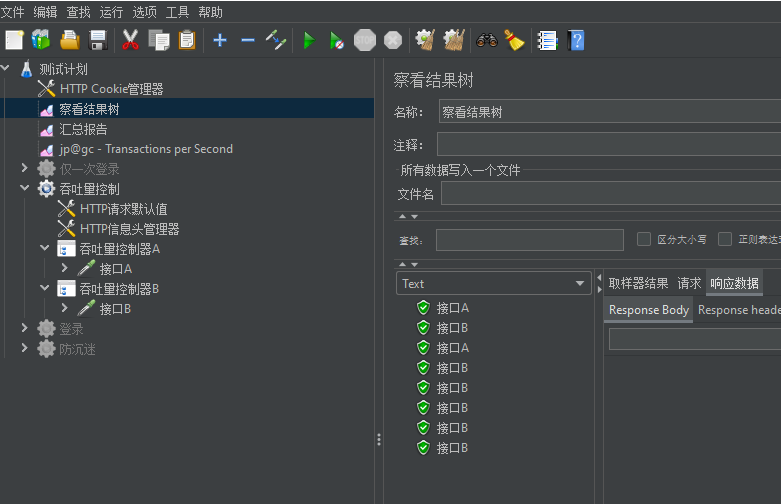 文件 编辑 查找 运行 选项 工具 帮助
测试计划
HTTP Cookie管理器
察看结果树
汇总报告
jp@gc - Transactions per Second
仅一次登录
吞吐量控制
HTTP请求默认值
HTTP信息头管理器
吞吐量控制器A
接口A
吞吐量控制器B
接口B
登录
防沉迷
察看结果树
名称： 察看结果树
注释：
所有数据写入一个文件
文件名
查找： 区分大小写 正则表达
Text
取样器结果 请求 响应数据
Response Body Response heade
接口A
接口B
接口A
接口B
接口B
接口B
接口B
接口B